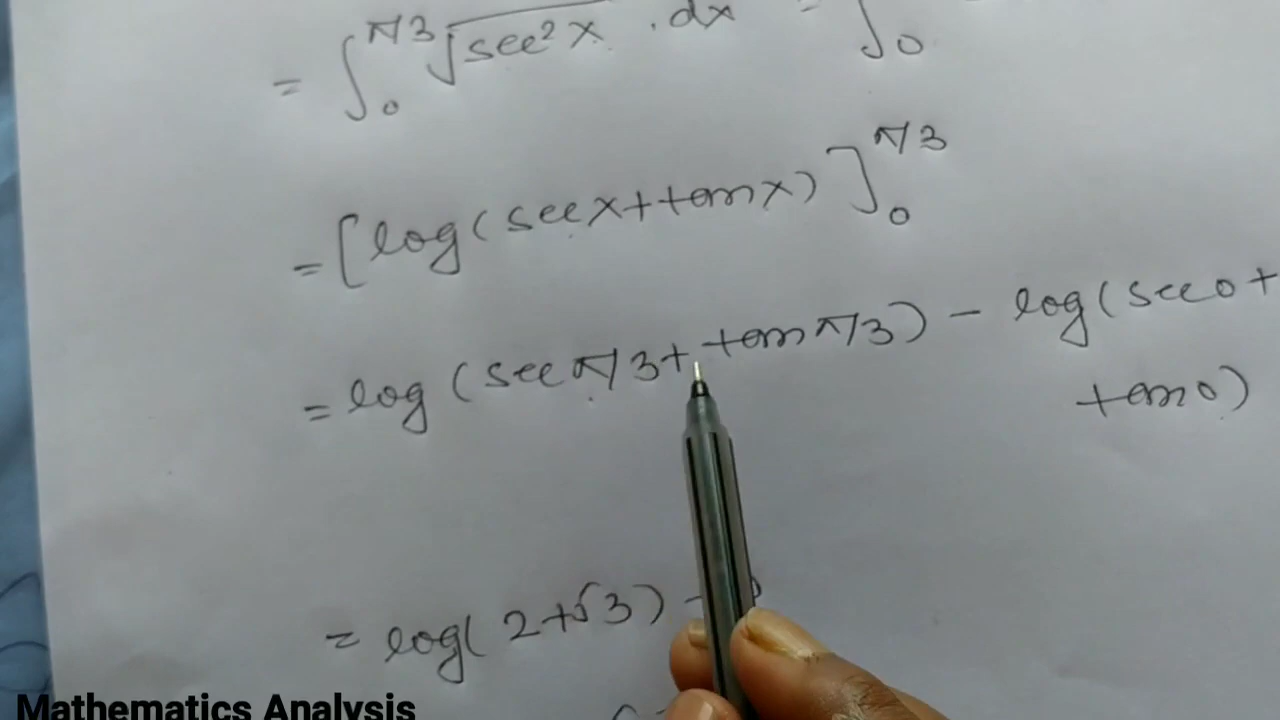 = ∫₀^π/3 √sec²x . dx = ∫₀
= [log(secx+tanx)]₀^π/3
= log(secπ/3+tanπ/3) - log(sec0+
tan0)
= log(2+√3) -
Mathematics Analysis